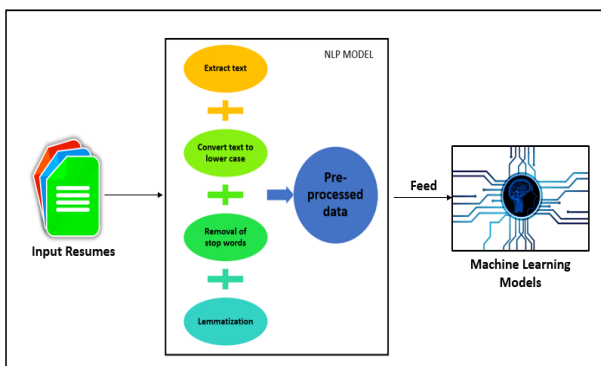 NLP MODEL
Extract text
Convert text to
lower case
Removal of
stop words
Lemmatization
Pre-
processed
data
Input Resumes
Feed
Machine Learning
Models